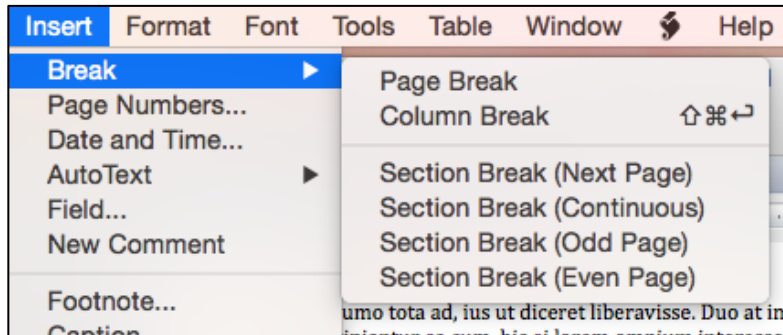 Insert Format Font Tools Table Window Help
Break
Page Numbers...
Date and Time...
AutoText
Field...
New Comment
Footnote...
Page Break
Column Break ⇧⌘↩
Section Break (Next Page)
Section Break (Continuous)
Section Break (Odd Page)
Section Break (Even Page)
umo tota ad, ius ut diceret liberavisse. Duo at